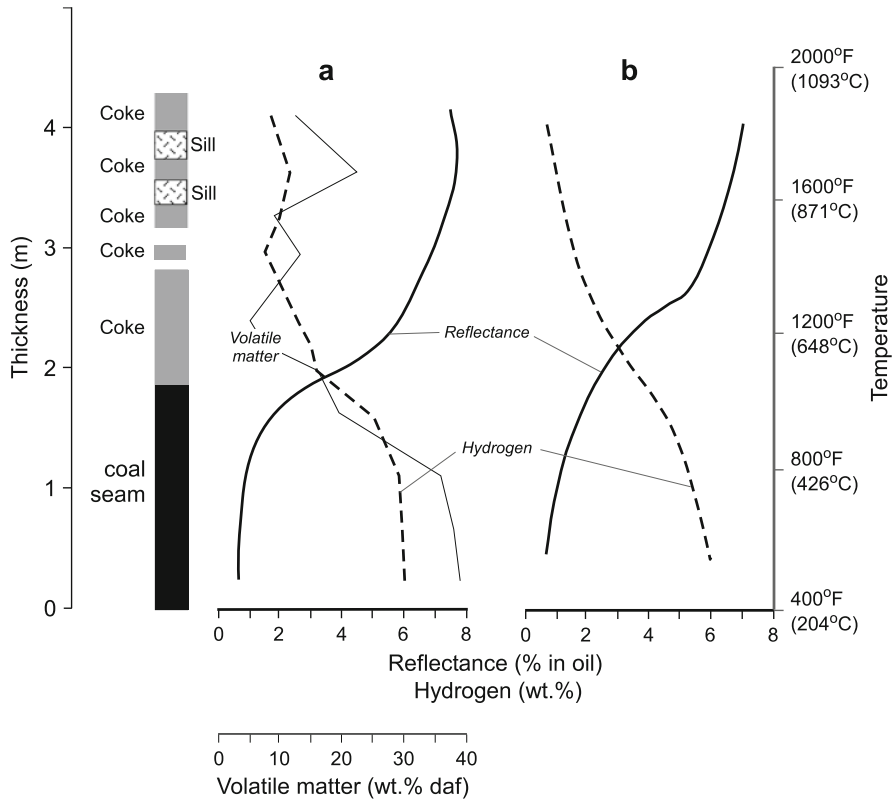 a
b
2000°F
(1093°C)
1600°F
(871°C)
1200°F
(648°C)
800°F
(426°C)
400°F
(204°C)
Temperature
Thickness (m)
4
3
2
1
0
Coke
Sill
Coke
Sill
Coke
Coke
Coke
coal
seam
Volatile
matter
Reflectance
Hydrogen
0 2 4 6 8
0 2 4 6 8
Reflectance (% in oil)
Hydrogen (wt.%)
0 10 20 30 40
Volatile matter (wt.% daf)